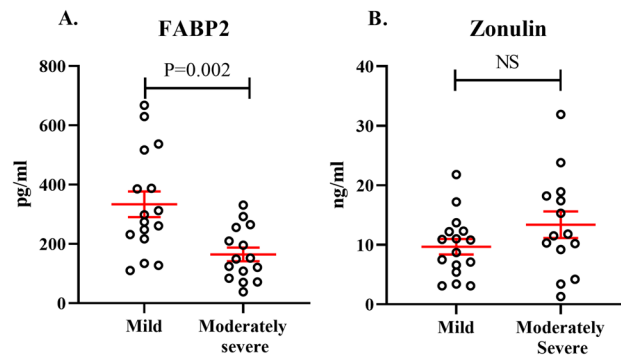 A.
FABP2
800
600
400
200
0
pg/ml
P=0.002
Mild
Moderately
severe
B.
Zonulin
40
30
20
10
0
ng/ml
NS
Mild
Moderately
Severe